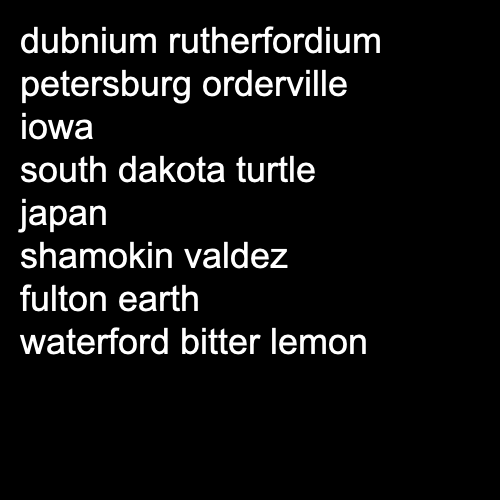 dubnium rutherfordium
petersburg orderville
iowa
south dakota turtle
japan
shamokin valdez
fulton earth
waterford bitter lemon